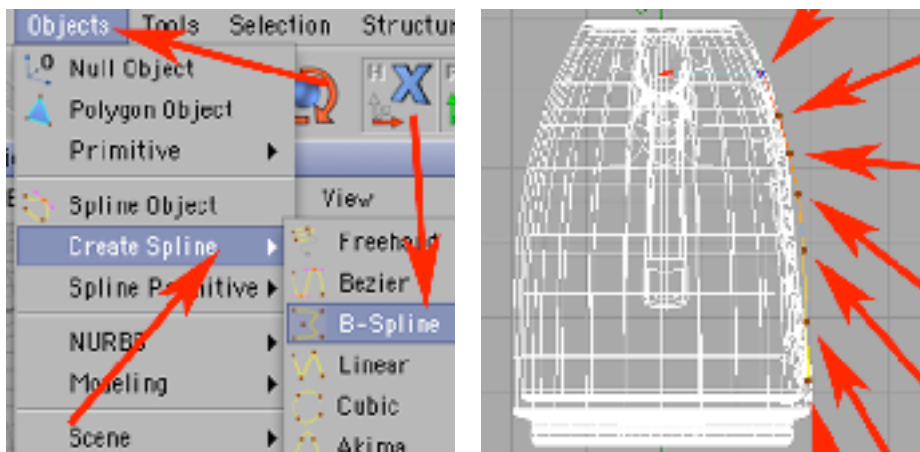 Objects Tools Selection Structur
Null Object
Polygon Object
Primitive
Spline Object
View
Create Spline
Freehand
Spline Primitive
Bezier
B-Spline
NURBS
Linear
Modeling
Cubic
Scene
Akima